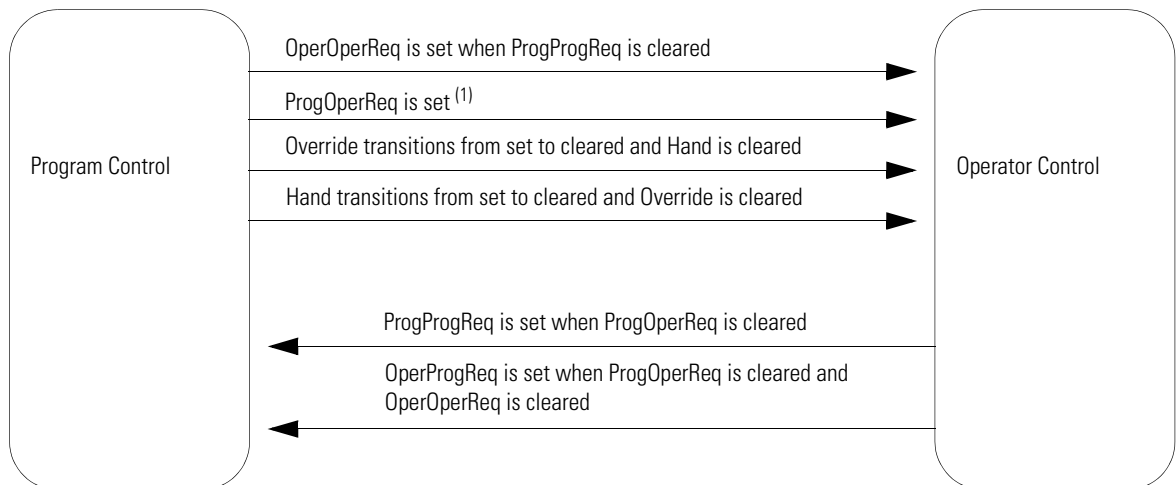 OperOperReq is set when ProgProgReq is cleared
ProgOperReq is set (1)
Override transitions from set to cleared and Hand is cleared
Program Control
Operator Control
Hand transitions from set to cleared and Override is cleared
ProgProgReq is set when ProgOperReq is cleared
OperProgReq is set when ProgOperReq is cleared and
OperOperReq is cleared